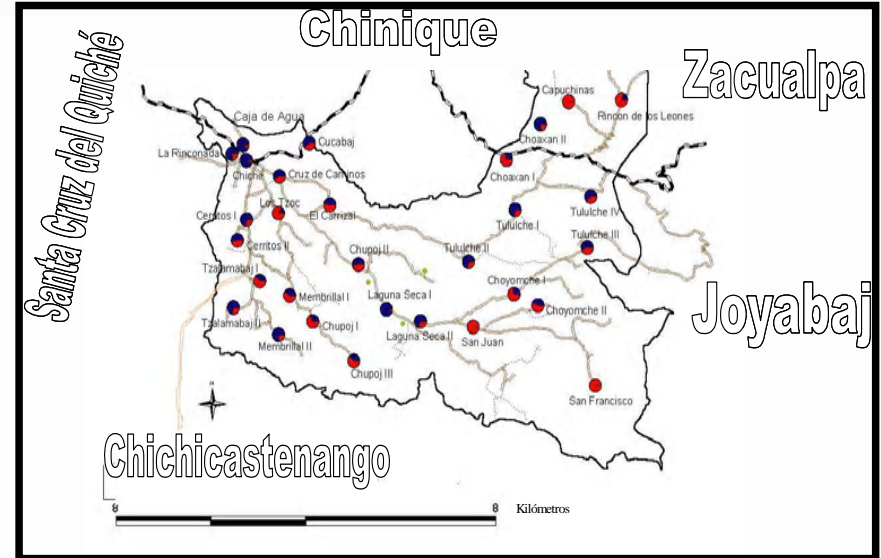 Chinique
Zacualpa
Santa Cruz del Quiché
Capuchinas
Rincon de los Leones
Caja de Agua
Choaxan II
Cucabaj
La Rinconada
Chiche
Cruz de Caminos
Choaxan I
Los Tzoc
El Carrizal
Cerritos I
Tululche I
Tululche IV
Cerritos II
Chupoj II
Tululche II
Tululche III
Tzalamabaj I
Choyomche I
Membrillal I
Laguna Seca I
Joyabaj
Choyomche II
Tzalamabaj II
Chupoj I
Laguna Seca II
San Juan
Membrillal II
Chupoj III
San Francisco
Chichicastenango
8
8
Kilómetros